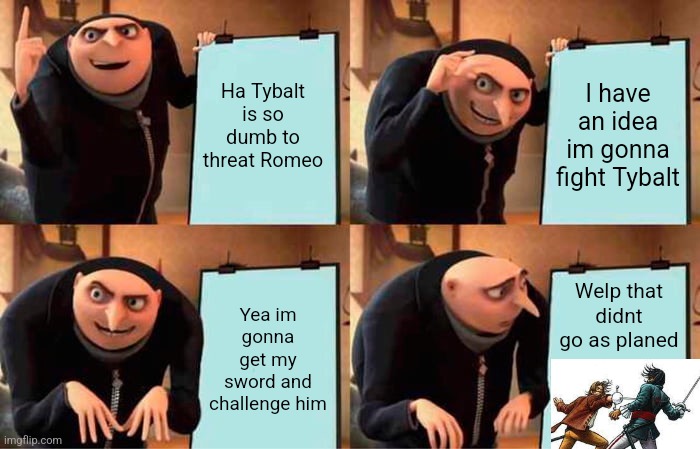 Ha Tybalt
is so
dumb to
threat Romeo
I have
an idea
im gonna
fight Tybalt
Yea im
gonna
get my
sword and
challenge him
Welp that
didnt
go as planed
imgflip.com